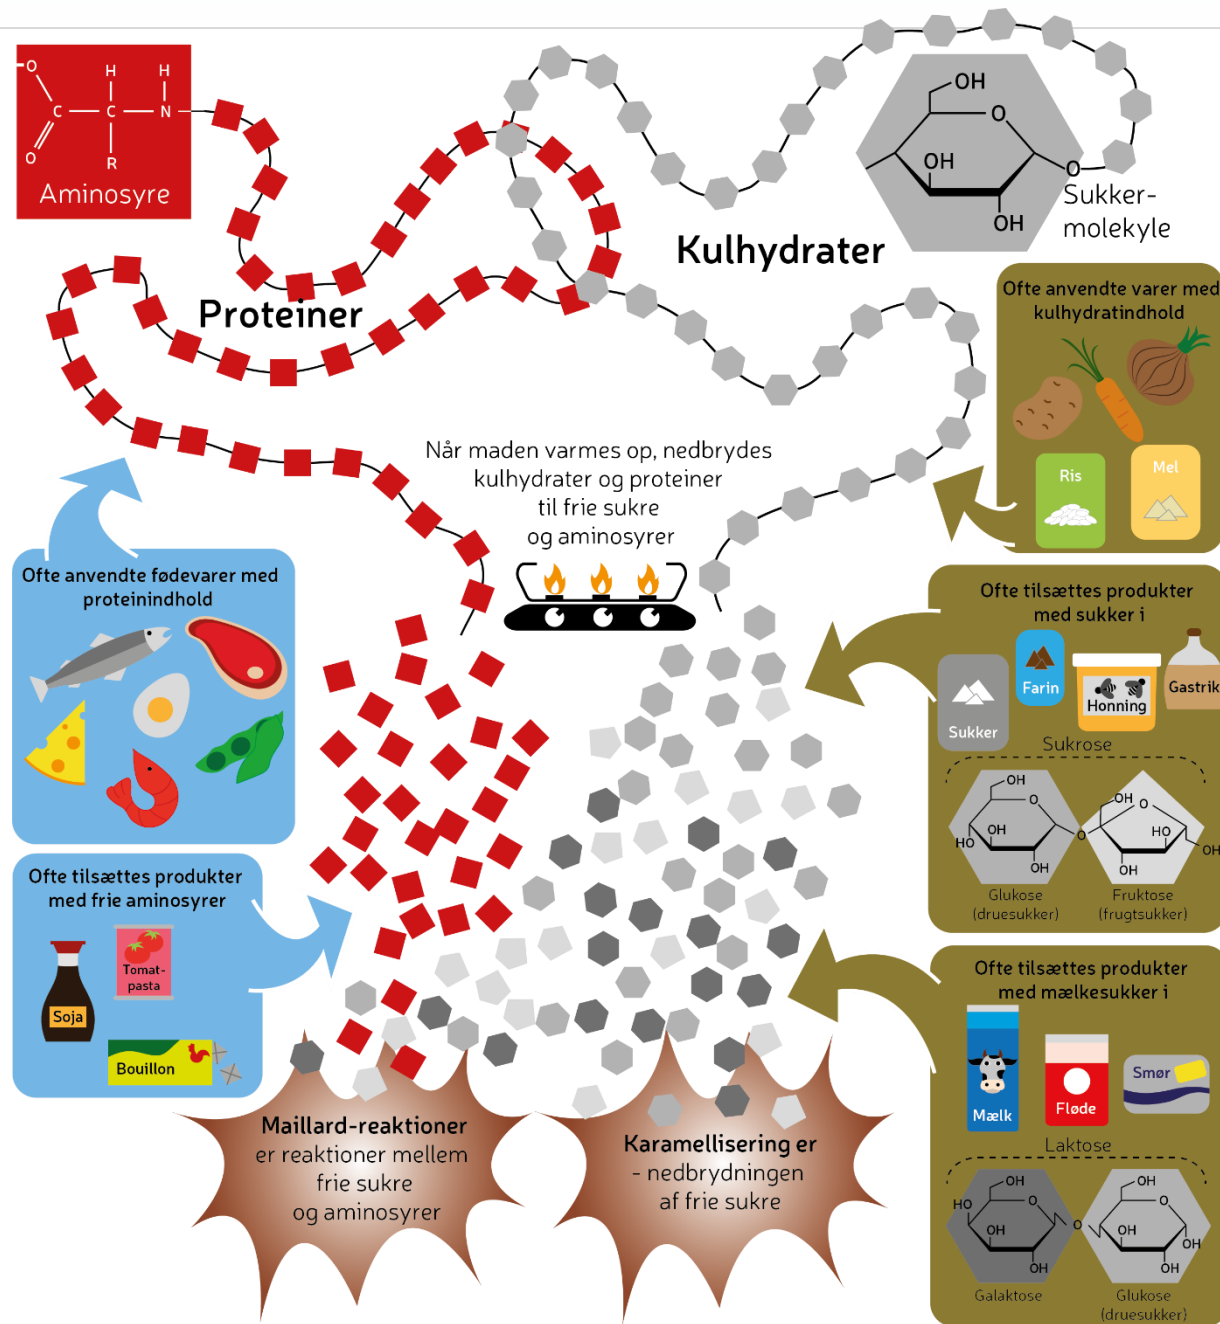 O
H
H
C
C
N
O
R
Aminosyre
OH
O
OH
O
OH
Sukker-
molekyle
Kulhydrater
Proteiner
Ofte anvendte varer med
kulhydratindhold
Ris
Mel
Når maden varmes op, nedbrydes
kulhydrater og proteiner
til frie sukre
og aminosyrer
Ofte anvendte fødevarer med
proteinindhold
Ofte tilsættes produkter
med sukker i
Sukker
Farin
Honning
Gastrik
Sukrose
OH
O
OH
HO
OH
O
OH
O
HO
OH
OH
Glukose
(druesukker)
Fruktose
(frugtsukker)
Ofte tilsættes produkter
med frie aminosyrer
Soja
Tomat-
pasta
Bouillon
Ofte tilsættes produkter
med mælkesukker i
Mælk
Fløde
Smør
Laktose
OH
HO
O
OH
OH
O
OH
O
OH
OH
OH
Galaktose
Glukose
(druesukker)
Maillard-reaktioner
er reaktioner mellem
frie sukre
og aminosyrer
Karamellisering er
- nedbrydningen
af frie sukre